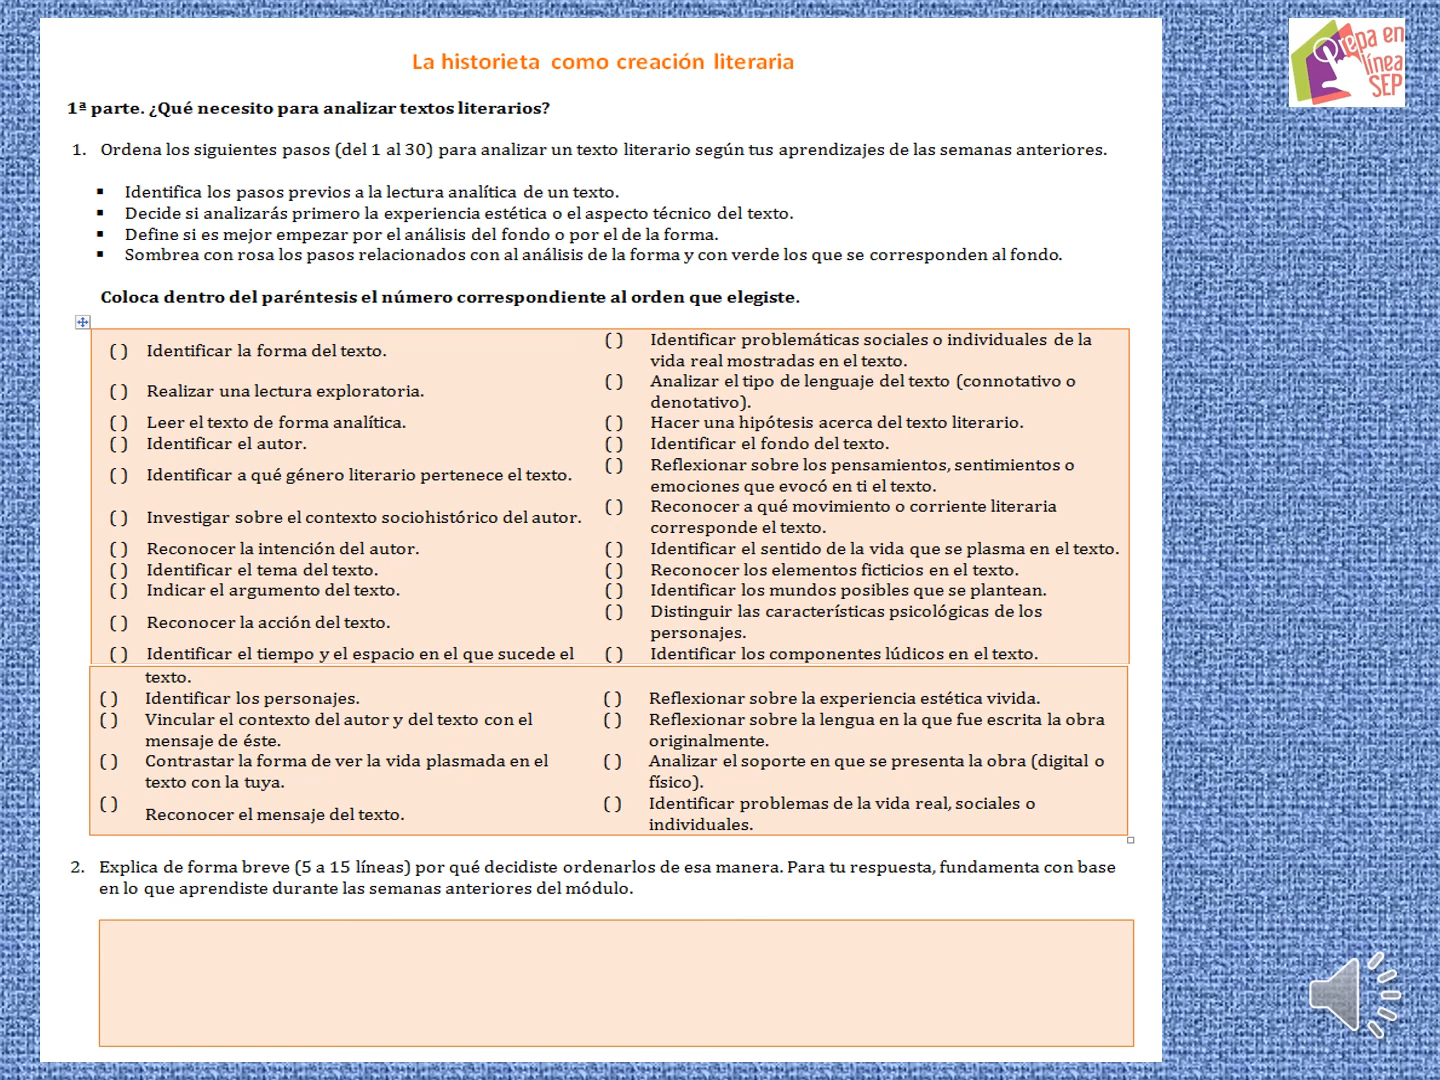 La historieta como creación literaria
1ª parte. ¿Qué necesito para analizar textos literarios?
1. Ordena los siguientes pasos (del 1 al 30) para analizar un texto literario según tus aprendizajes de las semanas anteriores.
▪ Identifica los pasos previos a la lectura analítica de un texto.
▪ Decide si analizarás primero la experiencia estética o el aspecto técnico del texto.
▪ Define si es mejor empezar por el análisis del fondo o por el de la forma.
▪ Sombrea con rosa los pasos relacionados con al análisis de la forma y con verde los que se corresponden al fondo.
Coloca dentro del paréntesis el número correspondiente al orden que elegiste.
( ) Identificar la forma del texto.
( ) Realizar una lectura exploratoria.
( ) Leer el texto de forma analítica.
( ) Identificar el autor.
( ) Identificar a qué género literario pertenece el texto.
( ) Investigar sobre el contexto sociohistórico del autor.
( ) Reconocer la intención del autor.
( ) Identificar el tema del texto.
( ) Indicar el argumento del texto.
( ) Reconocer la acción del texto.
( ) Identificar el tiempo y el espacio en el que sucede el
texto.
( ) Identificar los personajes.
( ) Vincular el contexto del autor y del texto con el
mensaje de éste.
( ) Contrastar la forma de ver la vida plasmada en el
texto con la tuya.
( ) Reconocer el mensaje del texto.
( ) Identificar problemáticas sociales o individuales de la
vida real mostradas en el texto.
( ) Analizar el tipo de lenguaje del texto (connotativo o
denotativo).
( ) Hacer una hipótesis acerca del texto literario.
( ) Identificar el fondo del texto.
( ) Reflexionar sobre los pensamientos, sentimientos o
emociones que evocó en ti el texto.
( ) Reconocer a qué movimiento o corriente literaria
corresponde el texto.
( ) Identificar el sentido de la vida que se plasma en el texto.
( ) Reconocer los elementos ficticios en el texto.
( ) Identificar los mundos posibles que se plantean.
( ) Distinguir las características psicológicas de los
personajes.
( ) Identificar los componentes lúdicos en el texto.
( ) Reflexionar sobre la experiencia estética vivida.
( ) Reflexionar sobre la lengua en la que fue escrita la obra
originalmente.
( ) Analizar el soporte en que se presenta la obra (digital o
físico).
( ) Identificar problemas de la vida real, sociales o
individuales.
2. Explica de forma breve (5 a 15 líneas) por qué decidiste ordenarlos de esa manera. Para tu respuesta, fundamenta con base
en lo que aprendiste durante las semanas anteriores del módulo.
Prepa en
línea
SEP